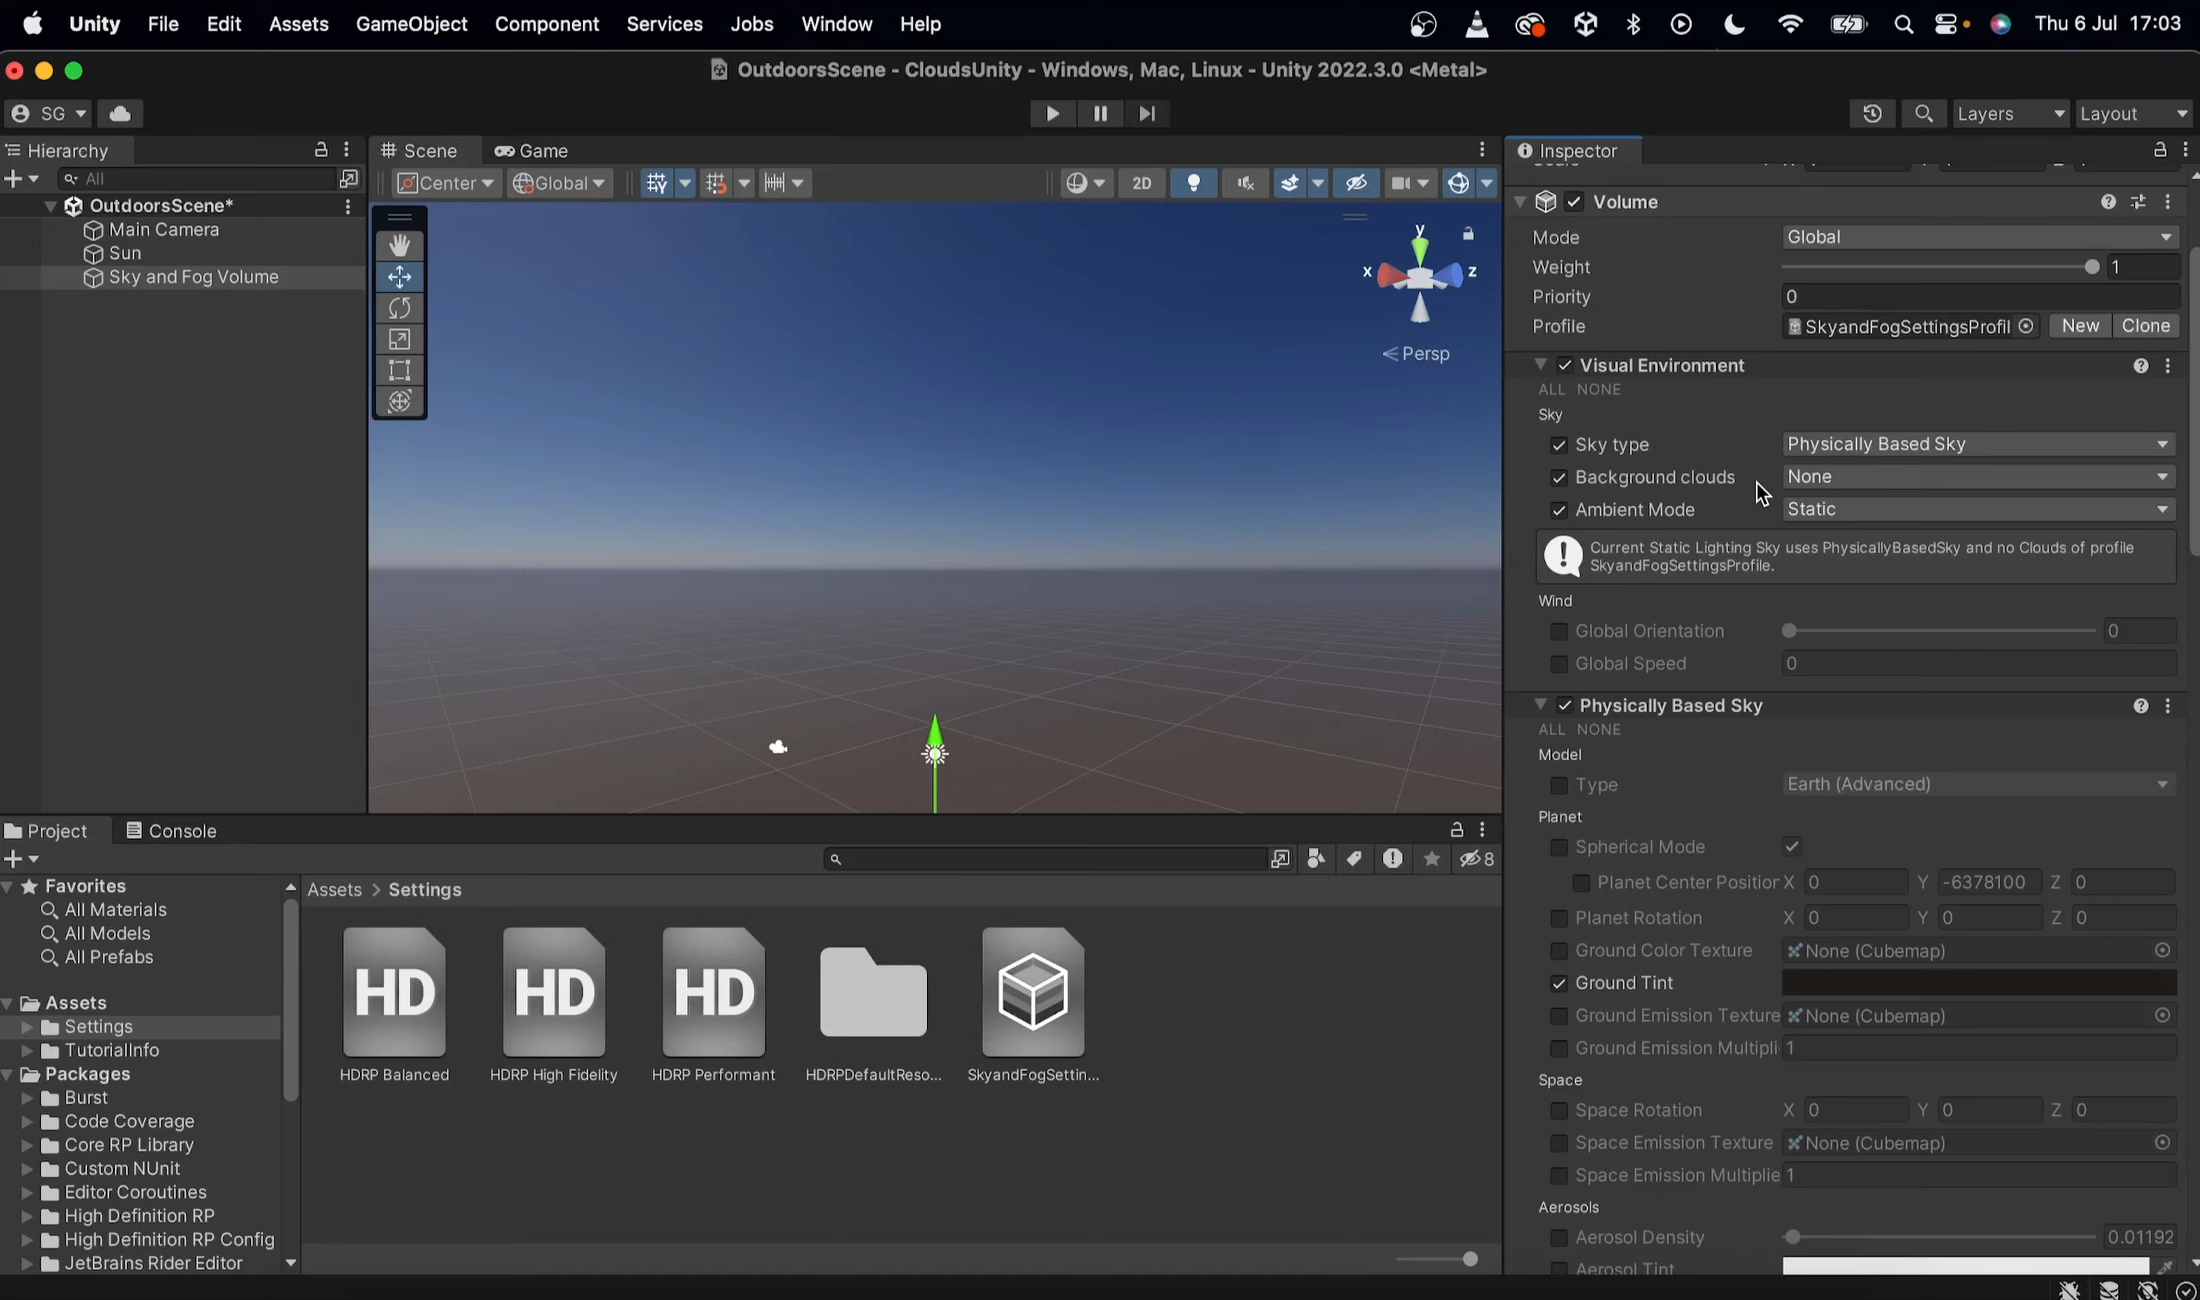 Unity File Edit Assets GameObject Component Services Jobs Window Help Thu 6 Jul 17:03
OutdoorsScene - CloudsUnity - Windows, Mac, Linux - Unity 2022.3.0 <Metal>
SG Layers Layout
Hierarchy
All
OutdoorsScene*
Main Camera
Sun
Sky and Fog Volume
Scene Game
Center Global 2D
y
x z
Persp
Project Console
8
Favorites
All Materials
All Models
All Prefabs
Assets
Settings
TutorialInfo
Packages
Burst
Code Coverage
Core RP Library
Custom NUnit
Editor Coroutines
High Definition RP
High Definition RP Config
JetBrains Rider Editor
Assets > Settings
HD HD HD
HDRP Balanced HDRP High Fidelity HDRP Performant HDRPDefaultReso... SkyandFogSettin...
Inspector
Volume
Mode Global
Weight 1
Priority 0
Profile SkyandFogSettingsProfil New Clone
Visual Environment
ALL NONE
Sky
Sky type Physically Based Sky
Background clouds None
Ambient Mode Static
Current Static Lighting Sky uses PhysicallyBasedSky and no Clouds of profile
SkyandFogSettingsProfile.
Wind
Global Orientation 0
Global Speed 0
Physically Based Sky
ALL NONE
Model
Type Earth (Advanced)
Planet
Spherical Mode
Planet Center Position X 0 Y -6378100 Z 0
Planet Rotation X 0 Y 0 Z 0
Ground Color Texture None (Cubemap)
Ground Tint
Ground Emission Texture None (Cubemap)
Ground Emission Multipli 1
Space
Space Rotation X 0 Y 0 Z 0
Space Emission Texture None (Cubemap)
Space Emission Multiplie 1
Aerosols
Aerosol Density 0.01192
Aerosol Tint